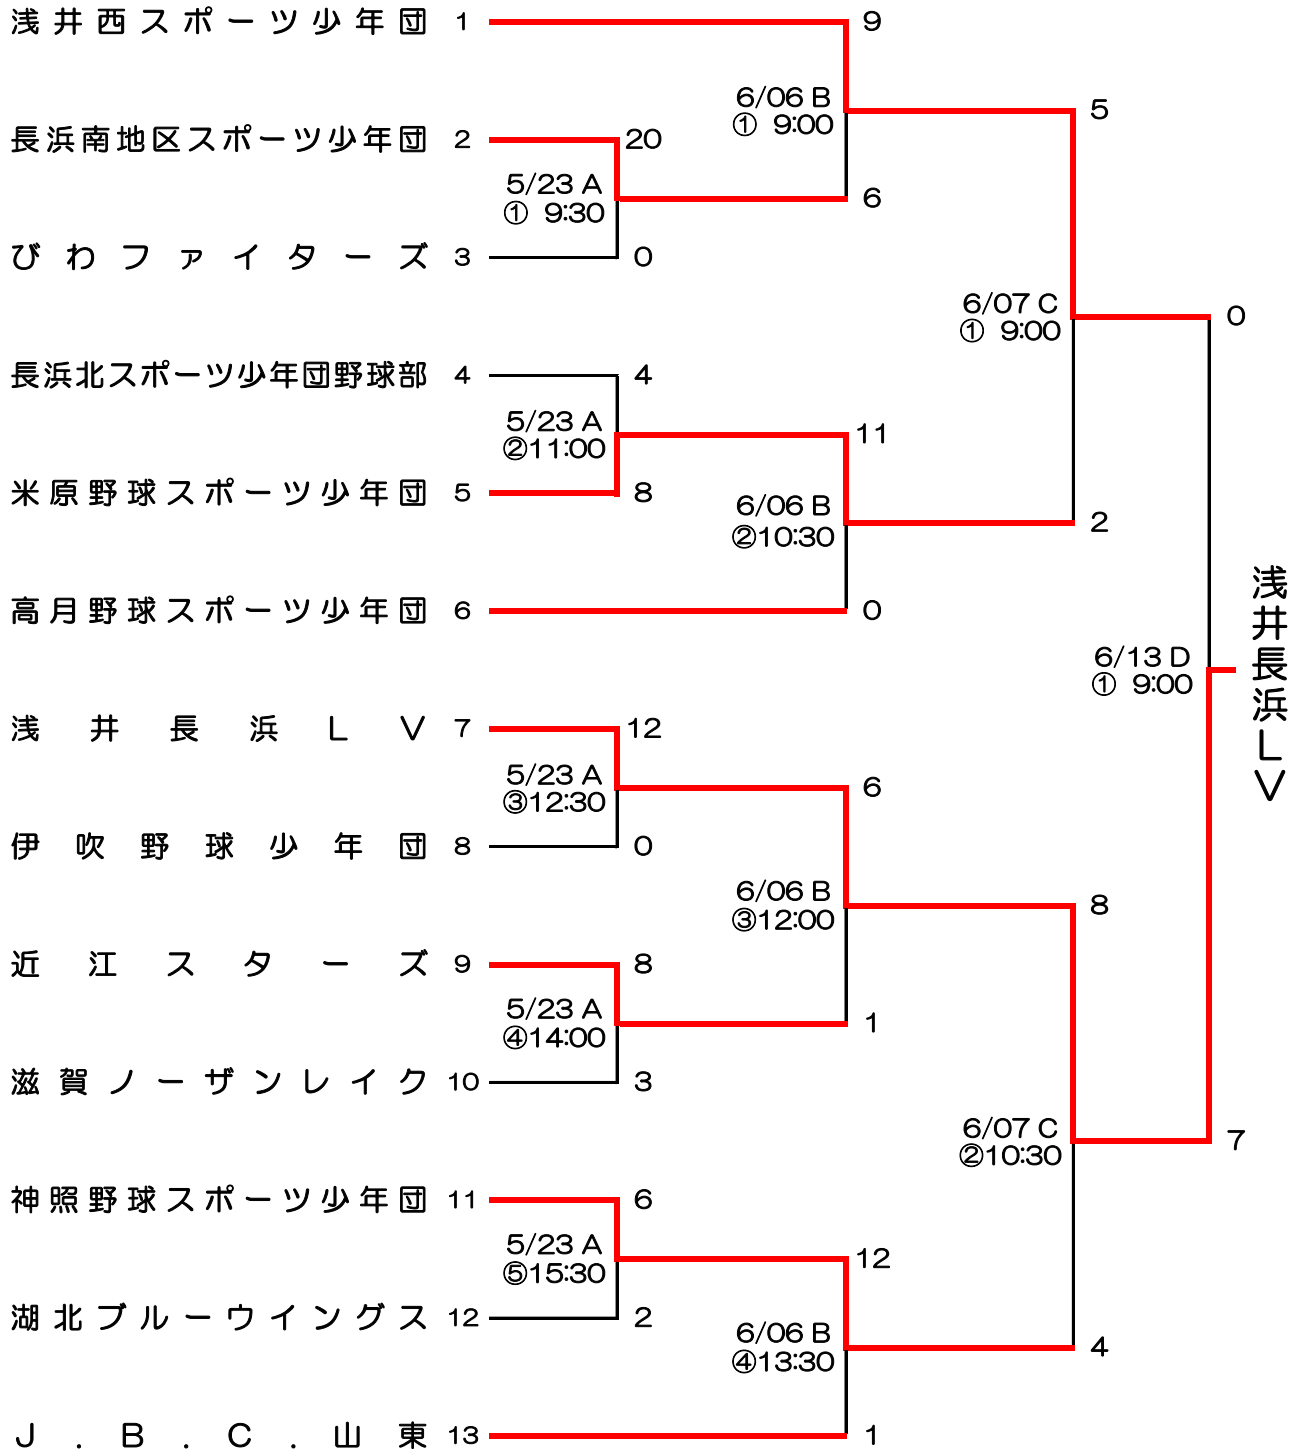 浅井西スポーツ少年団 1 9
6/06 B
① 9:00
5
長浜南地区スポーツ少年団 2 20
5/23 A
① 9:30
6
びわファイターズ 3 0
6/07 C
① 9:00
0
長浜北スポーツ少年団野球部 4 4
5/23 A
②11:00
11
米原野球スポーツ少年団 5 8
6/06 B
②10:30
2
高月野球スポーツ少年団 6 0
6/13 D
① 9:00
浅井長浜LV
浅井長浜LV 7 12
5/23 A
③12:30
6
伊吹野球少年団 8 0
6/06 B
③12:00
8
近江スターズ 9 8
5/23 A
④14:00
1
滋賀ノーザンレイク 10 3
6/07 C
②10:30
7
神照野球スポーツ少年団 11 6
5/23 A
⑤15:30
12
湖北ブルーウイングス 12 2
6/06 B
④13:30
4
J.B.C.山東 13 1